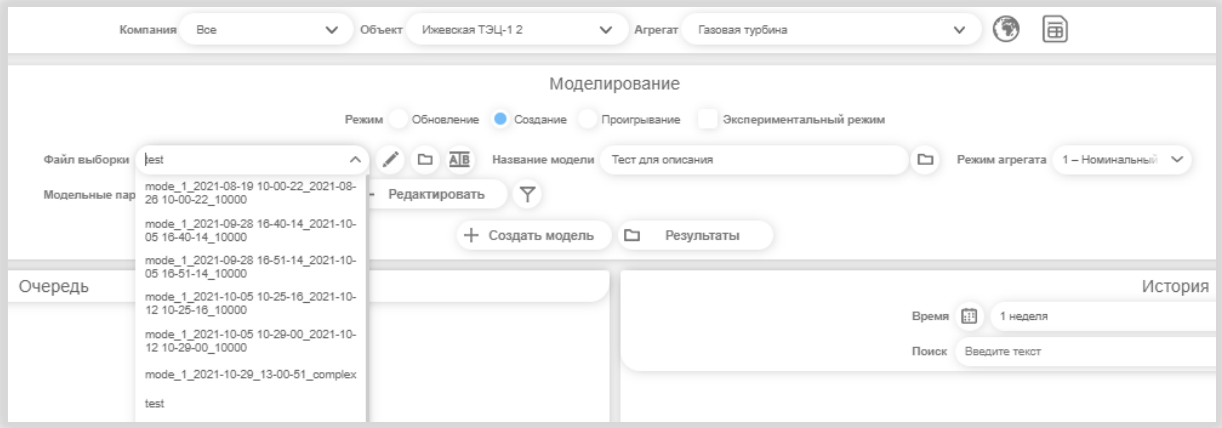 Компания Все Объект Ижевская ТЭЦ-1 2 Агрегат Газовая турбина
Моделирование
Режим Обновление Создание Проигрывание Экспериментальный режим
Файл выборки test А|В Название модели Тест для описания Режим агрегата 1 – Номинальный
Модельные пар Редактировать
mode_1_2021-08-19 10-00-22_2021-08-
26 10-00-22_10000
mode_1_2021-09-28 16-40-14_2021-10-
05 16-40-14_10000
mode_1_2021-09-28 16-51-14_2021-10-
05 16-51-14_10000
mode_1_2021-10-05 10-25-16_2021-10-
12 10-25-16_10000
mode_1_2021-10-05 10-29-00_2021-10-
12 10-29-00_10000
mode_1_2021-10-29_13-00-51_complex
test
Создать модель Результаты
Очередь
История
Время 1 неделя
Поиск Введите текст